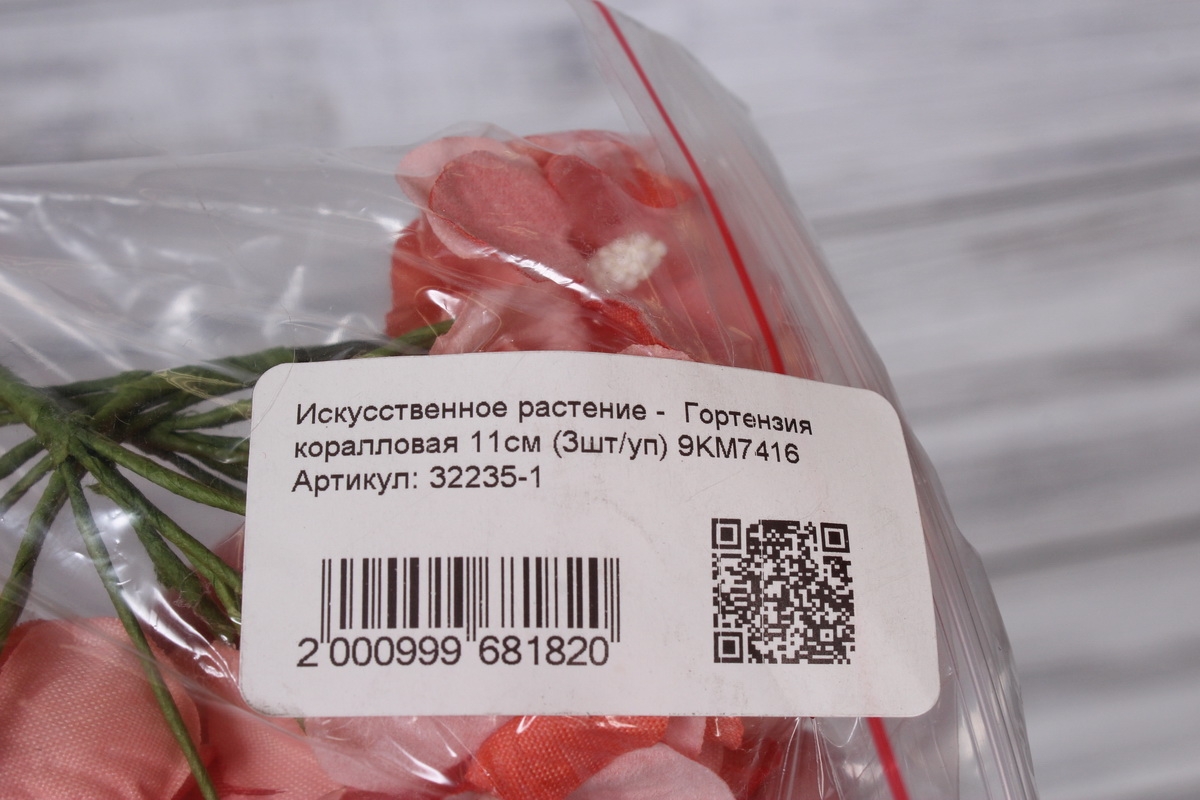 Искусственное растение - Гортензия
коралловая 11см (3шт/уп) 9KM7416
Артикул: 32235-1
2 000999 681820